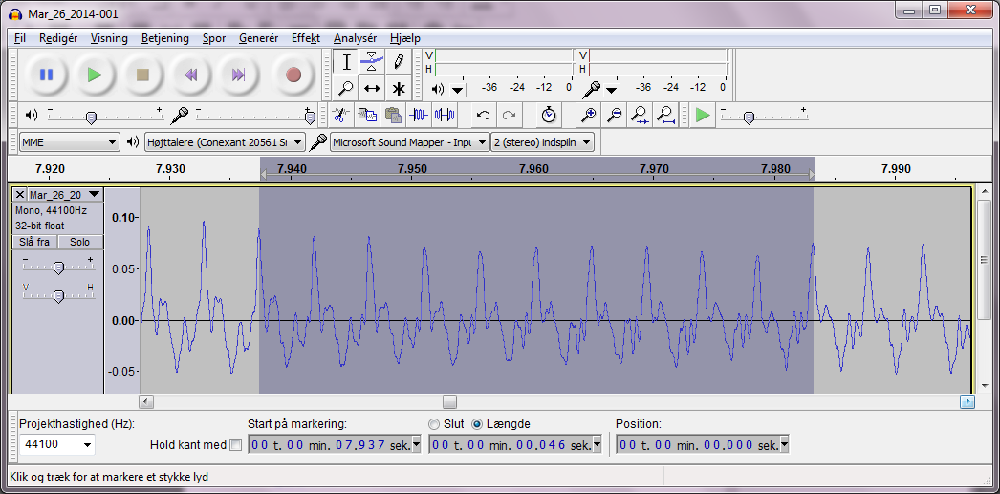 Mar_26_2014-001
Fil Redigér Visning Betjening Spor Generér Effekt Analysér Hjælp
V V
H H
-36 -24 -12 0 -36 -24 -12 0
- + - +
- +
MME Højttalere (Conexant 20561 Sr Microsoft Sound Mapper - Inpu 2 (stereo) indspiln
7.920 7.930 7.940 7.950 7.960 7.970 7.980 7.990
Mar_26_20
Mono, 44100Hz
32-bit float
Slå fra Solo
- +
V H
0.10-
0.05-
0.00-
-0.05-
Projekthastighed (Hz): Start på markering: Slut Længde Position:
44100 Hold kant med 00 t. 00 min. 07.937 sek. 00 t. 00 min. 00.046 sek. 00 t. 00 min. 00.000 sek.
Klik og træk for at markere et stykke lyd